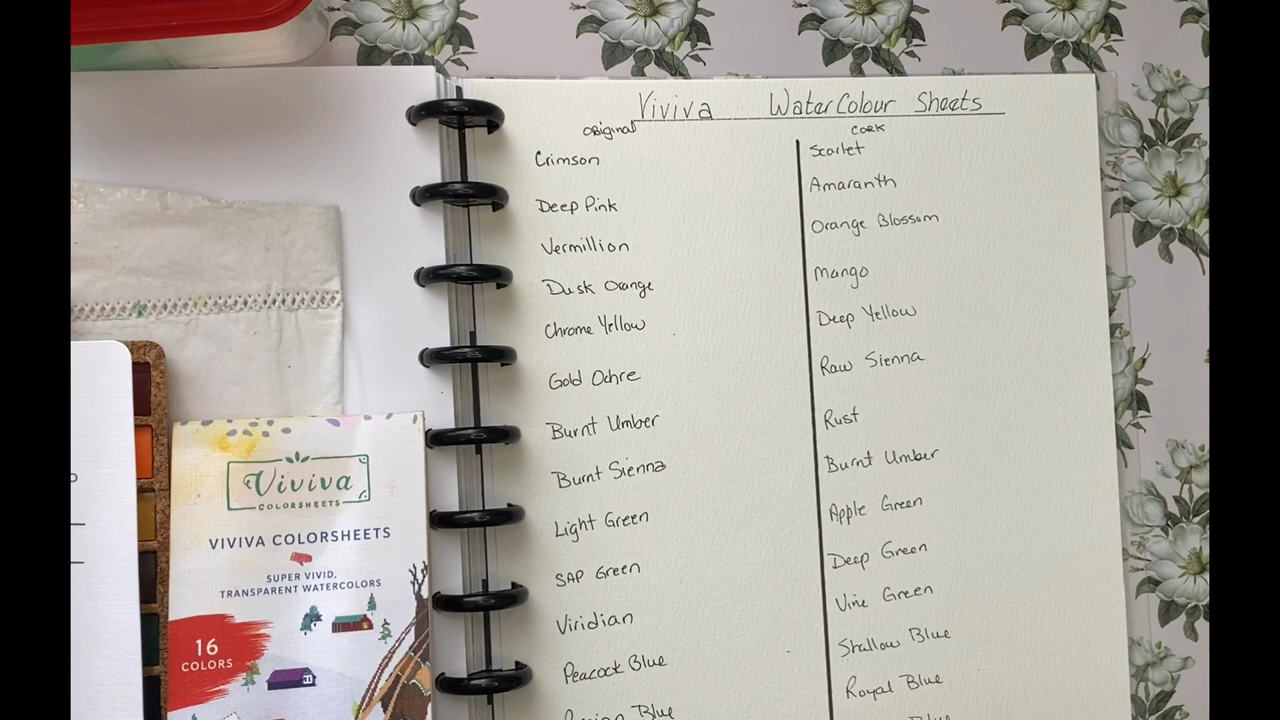 Viviva WaterColour Sheets
Original
Crimson
Deep Pink
Vermillion
Dusk Orange
Chrome Yellow
Gold Ochre
Burnt Umber
Burnt Sienna
Light Green
SAP Green
Viridian
Peacock Blue
Blue
CORK
Scarlet
Amaranth
Orange Blossom
Mango
Deep Yellow
Raw Sienna
Rust
Burnt Umber
Apple Green
Deep Green
Vine Green
Shallow Blue
Royal Blue
Blue
Viviva
COLORSHEETS
VIVIVA COLORSHEETS
SUPER VIVID,
TRANSPARENT WATERCOLORS
16
COLORS